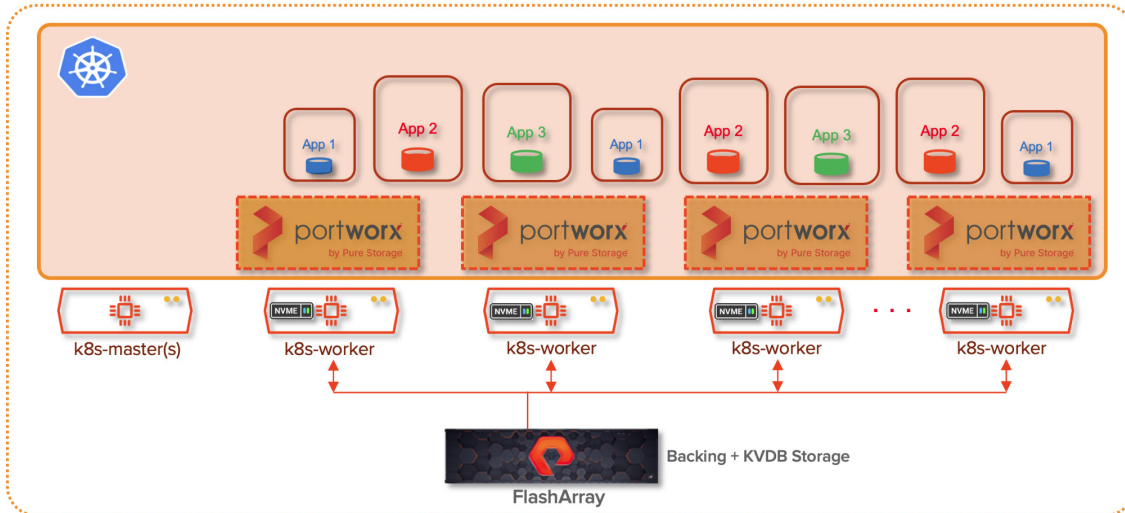 App 1
App 2
App 3
App 1
App 2
App 3
App 2
App 1
portworx
by Pure Storage
portworx
by Pure Storage
portworx
by Pure Storage
portworx
by Pure Storage
NVME
NVME
NVME
NVME
. . .
k8s-master(s)
k8s-worker
k8s-worker
k8s-worker
k8s-worker
Backing + KVDB Storage
FlashArray